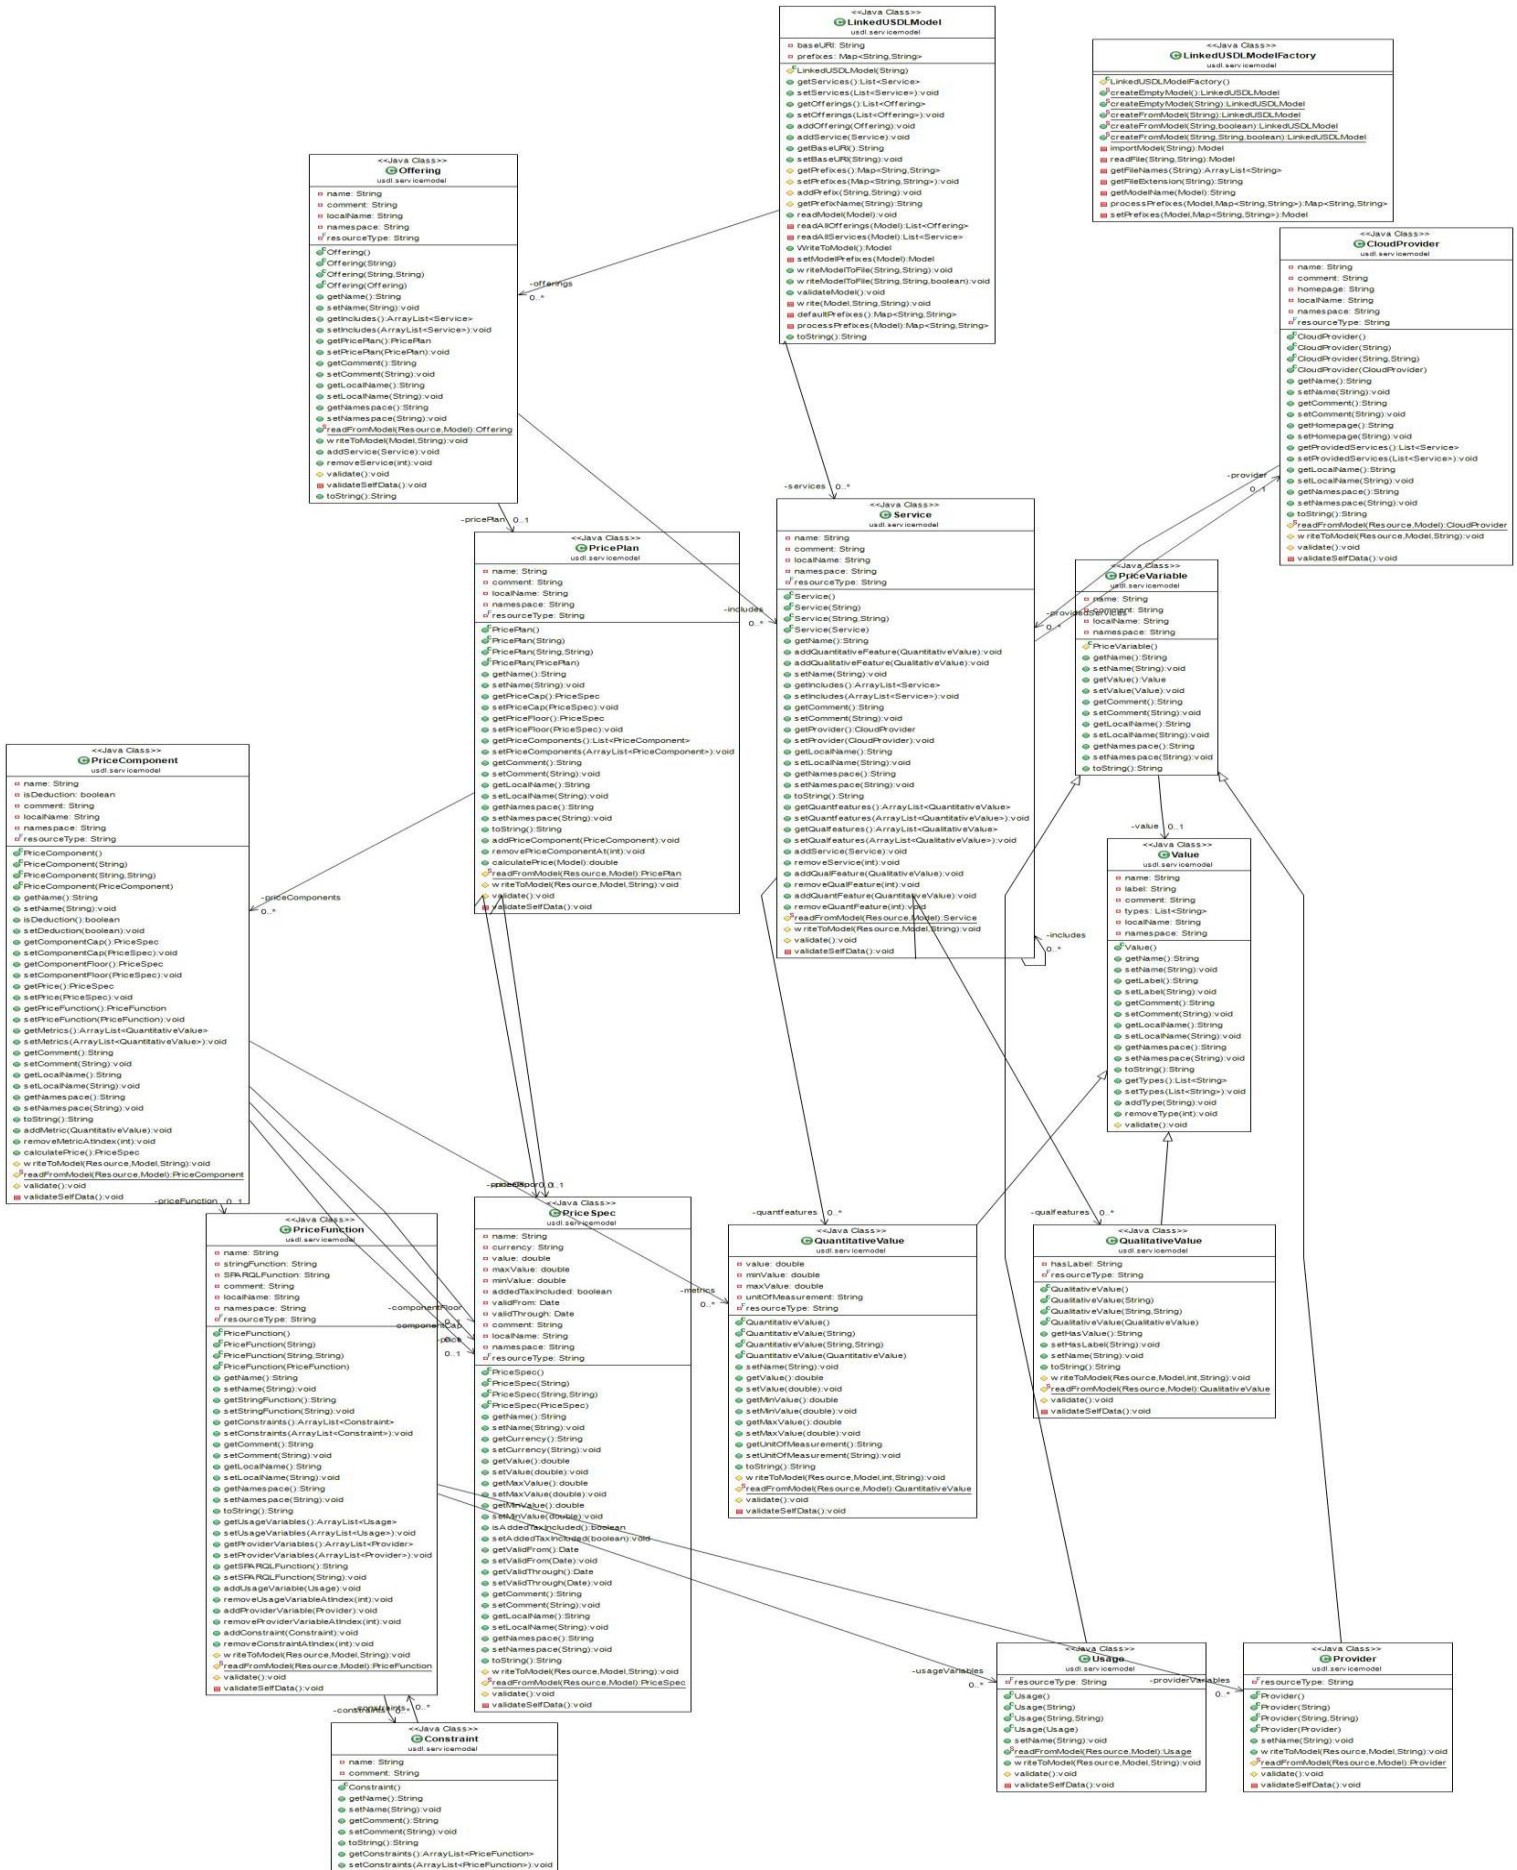 <<Java Class>>
LinkedUSDLModel
usdl.servicemodel
baseURI: String
prefixes: Map<String,String>
LinkedUSDLModel(String)
getServices():List<Service>
setServices(List<Service>):void
getOfferings():List<Offering>
setOfferings(List<Offering>):void
addOffering(Offering):void
addService(Service):void
getBaseURI():String
setBaseURI(String):void
getPrefixes():Map<String,String>
setPrefixes(Map<String,String>):void
addPrefix(String,String):void
getPrefixName(String):String
readModel(Model):void
readAllOfferings(Model):List<Offering>
readAllServices(Model):List<Service>
WriteToModel():Model
setModelPrefixes(Model):Model
writeModelToFile(String,String):void
writeModelToFile(String,String,boolean):void
validateModel():void
write(Model,String,String):void
defaultPrefixes():Map<String,String>
processPrefixes(Model):Map<String,String>
toString():String
<<Java Class>>
LinkedUSDLModelFactory
usdl.servicemodel
LinkedUSDLModelFactory()
createEmptyModel():LinkedUSDLModel
createEmptyModel(String):LinkedUSDLModel
createFromModel(String):LinkedUSDLModel
createFromModel(String,boolean):LinkedUSDLModel
createFromModel(String,String,boolean):LinkedUSDLModel
importModel(String):Model
readFile(String,String):Model
getFileNames(String):ArrayList<String>
getFileExtension(String):String
getModelName(Model):String
processPrefixes(Model,Map<String,String>):Map<String,String>
setPrefixes(Model,Map<String,String>):Model
<<Java Class>>
Offering
usdl.servicemodel
name: String
comment: String
localName: String
namespace: String
resourceType: String
Offering()
Offering(String)
Offering(String,String)
Offering(Offering)
getName():String
setName(String):void
getIncludes():ArrayList<Service>
setIncludes(ArrayList<Service>):void
getPricePlan():PricePlan
setPricePlan(PricePlan):void
getComment():String
setComment(String):void
getLocalName():String
setLocalName(String):void
getNamespace():String
setNamespace(String):void
readFromModel(Resource,Model):Offering
writeToModel(Model,String):void
addService(Service):void
removeService(int):void
validate():void
validateSelfData():void
toString():String
-offerings
0..*
<<Java Class>>
CloudProvider
usdl.servicemodel
name: String
comment: String
homepage: String
localName: String
namespace: String
resourceType: String
CloudProvider()
CloudProvider(String)
CloudProvider(String,String)
CloudProvider(CloudProvider)
getName():String
setName(String):void
getComment():String
setComment(String):void
getHomepage():String
setHomepage(String):void
getProvidedServices():List<Service>
setProvidedServices(List<Service>):void
getLocalName():String
setLocalName(String):void
getNamespace():String
setNamespace(String):void
toString():String
readFromModel(Resource,Model):CloudProvider
writeToModel(Resource,Model,String):void
validate():void
validateSelfData():void
-provider
0..1
-services 0..*
-pricePlan 0..1
<<Java Class>>
PricePlan
usdl.servicemodel
name: String
comment: String
localName: String
namespace: String
resourceType: String
PricePlan()
PricePlan(String)
PricePlan(String,String)
PricePlan(PricePlan)
getName():String
setName(String):void
getPriceCap():PriceSpec
setPriceCap(PriceSpec):void
getPriceFloor():PriceSpec
setPriceFloor(PriceSpec):void
getPriceComponents():List<PriceComponent>
setPriceComponents(ArrayList<PriceComponent>):void
getComment():String
setComment(String):void
getLocalName():String
setLocalName(String):void
getNamespace():String
setNamespace(String):void
toString():String
addPriceComponent(PriceComponent):void
removePriceComponentAt(int):void
calculatePrice(Model):double
readFromModel(Resource,Model):PricePlan
writeToModel(Resource,Model,String):void
validate():void
validateSelfData():void
-includes
0..*
<<Java Class>>
Service
usdl.servicemodel
name: String
comment: String
localName: String
namespace: String
resourceType: String
Service()
Service(String)
Service(String,String)
Service(Service)
getName():String
addQuantitativeFeature(QuantitativeValue):void
addQualitativeFeature(QualitativeValue):void
setName(String):void
getIncludes():ArrayList<Service>
setIncludes(ArrayList<Service>):void
getComment():String
setComment(String):void
getProvider():CloudProvider
setProvider(CloudProvider):void
getLocalName():String
setLocalName(String):void
getNamespace():String
setNamespace(String):void
toString():String
getQuantfeatures():ArrayList<QuantitativeValue>
setQuantfeatures(ArrayList<QuantitativeValue>):void
getQualfeatures():ArrayList<QualitativeValue>
setQualfeatures(ArrayList<QualitativeValue>):void
addService(Service):void
removeService(int):void
addQualFeature(QualitativeValue):void
removeQualFeature(int):void
addQuantFeature(QuantitativeValue):void
removeQuantFeature(int):void
readFromModel(Resource,Model):Service
writeToModel(Resource,Model,String):void
validate():void
validateSelfData():void
-includes
0..*
-providedServices
0..*
<<Java Class>>
PriceVariable
usdl.servicemodel
name: String
comment: String
localName: String
namespace: String
PriceVariable()
getName():String
setName(String):void
getValue():Value
setValue(Value):void
getComment():String
setComment(String):void
getLocalName():String
setLocalName(String):void
getNamespace():String
setNamespace(String):void
toString():String
-value 0..1
<<Java Class>>
Value
usdl.servicemodel
name: String
label: String
comment: String
types: List<String>
localName: String
namespace: String
Value()
getName():String
setName(String):void
getLabel():String
setLabel(String):void
getComment():String
setComment(String):void
getLocalName():String
setLocalName(String):void
getNamespace():String
setNamespace(String):void
toString():String
getTypes():List<String>
setTypes(List<String>):void
addType(String):void
removeType(int):void
validate():void
<<Java Class>>
PriceComponent
usdl.servicemodel
name: String
isDeduction: boolean
comment: String
localName: String
namespace: String
resourceType: String
PriceComponent()
PriceComponent(String)
PriceComponent(String,String)
PriceComponent(PriceComponent)
getName():String
setName(String):void
isDeduction():boolean
setDeduction(boolean):void
getComponentCap():PriceSpec
setComponentCap(PriceSpec):void
getComponentFloor():PriceSpec
setComponentFloor(PriceSpec):void
getPrice():PriceSpec
setPrice(PriceSpec):void
getPriceFunction():PriceFunction
setPriceFunction(PriceFunction):void
getMetrics():ArrayList<QuantitativeValue>
setMetrics(ArrayList<QuantitativeValue>):void
getComment():String
setComment(String):void
getLocalName():String
setLocalName(String):void
getNamespace():String
setNamespace(String):void
toString():String
addMetric(QuantitativeValue):void
removeMetricAtIndex(int):void
calculatePrice():PriceSpec
writeToModel(Resource,Model,String):void
readFromModel(Resource,Model):PriceComponent
validate():void
validateSelfData():void
-priceComponents
0..*
-priceFunction 0..1
<<Java Class>>
PriceFunction
usdl.servicemodel
name: String
stringFunction: String
SPARQLFunction: String
comment: String
localName: String
namespace: String
resourceType: String
PriceFunction()
PriceFunction(String)
PriceFunction(String,String)
PriceFunction(PriceFunction)
getName():String
setName(String):void
getStringFunction():String
setStringFunction(String):void
getConstraints():ArrayList<Constraint>
setConstraints(ArrayList<Constraint>):void
getComment():String
setComment(String):void
getLocalName():String
setLocalName(String):void
getNamespace():String
setNamespace(String):void
toString():String
getUsageVariables():ArrayList<Usage>
setUsageVariables(ArrayList<Usage>):void
getProviderVariables():ArrayList<Provider>
setProviderVariables(ArrayList<Provider>):void
getSPARQLFunction():String
setSPARQLFunction(String):void
addUsageVariable(Usage):void
removeUsageVariableAtIndex(int):void
addProviderVariable(Provider):void
removeProviderVariableAtIndex(int):void
addConstraint(Constraint):void
removeConstraintAtIndex(int):void
writeToModel(Resource,Model,String):void
readFromModel(Resource,Model):PriceFunction
validate():void
validateSelfData():void
-componentFloor
0..1
-componentCap
-price
0..1
<<Java Class>>
PriceSpec
usdl.servicemodel
name: String
currency: String
value: double
maxValue: double
minValue: double
addedTaxIncluded: boolean
validFrom: Date
validThrough: Date
comment: String
localName: String
namespace: String
resourceType: String
PriceSpec()
PriceSpec(String)
PriceSpec(String,String)
PriceSpec(PriceSpec)
getName():String
setName(String):void
getCurrency():String
setCurrency(String):void
getValue():double
setValue(double):void
getMaxValue():double
setMaxValue(double):void
getMinValue():double
setMinValue(double):void
isAddedTaxIncluded():boolean
setAddedTaxIncluded(boolean):void
getValidFrom():Date
setValidFrom(Date):void
getValidThrough():Date
setValidThrough(Date):void
getComment():String
setComment(String):void
getLocalName():String
setLocalName(String):void
getNamespace():String
setNamespace(String):void
toString():String
writeToModel(Resource,Model,String):void
readFromModel(Resource,Model):PriceSpec
validate():void
validateSelfData():void
-metrics
0..*
-quantfeatures 0..*
<<Java Class>>
QuantitativeValue
usdl.servicemodel
value: double
minValue: double
maxValue: double
unitOfMeasurement: String
resourceType: String
QuantitativeValue()
QuantitativeValue(String)
QuantitativeValue(String,String)
QuantitativeValue(QuantitativeValue)
setName(String):void
getValue():double
setValue(double):void
getMinValue():double
setMinValue(double):void
getMaxValue():double
setMaxValue(double):void
getUnitOfMeasurement():String
setUnitOfMeasurement(String):void
toString():String
writeToModel(Resource,Model,int,String):void
readFromModel(Resource,Model):QuantitativeValue
validate():void
validateSelfData():void
-qualfeatures 0..*
<<Java Class>>
QualitativeValue
usdl.servicemodel
hasLabel: String
resourceType: String
QualitativeValue()
QualitativeValue(String)
QualitativeValue(String,String)
QualitativeValue(QualitativeValue)
getHasValue():String
setHasLabel(String):void
setName(String):void
toString():String
writeToModel(Resource,Model,int,String):void
readFromModel(Resource,Model):QualitativeValue
validate():void
validateSelfData():void
-usageVariables
0..*
<<Java Class>>
Usage
usdl.servicemodel
resourceType: String
Usage()
Usage(String)
Usage(String,String)
Usage(Usage)
setName(String):void
readFromModel(Resource,Model):Usage
writeToModel(Resource,Model,String):void
validate():void
validateSelfData():void
-providerVariables
0..*
<<Java Class>>
Provider
usdl.servicemodel
resourceType: String
Provider()
Provider(String)
Provider(String,String)
Provider(Provider)
setName(String):void
writeToModel(Resource,Model,String):void
readFromModel(Resource,Model):Provider
validate():void
validateSelfData():void
-constraints 0..*
-constraints 0..*
<<Java Class>>
Constraint
usdl.servicemodel
name: String
comment: String
Constraint()
getName():String
setName(String):void
getComment():String
setComment(String):void
toString():String
getConstraints():ArrayList<PriceFunction>
setConstraints(ArrayList<PriceFunction>):void